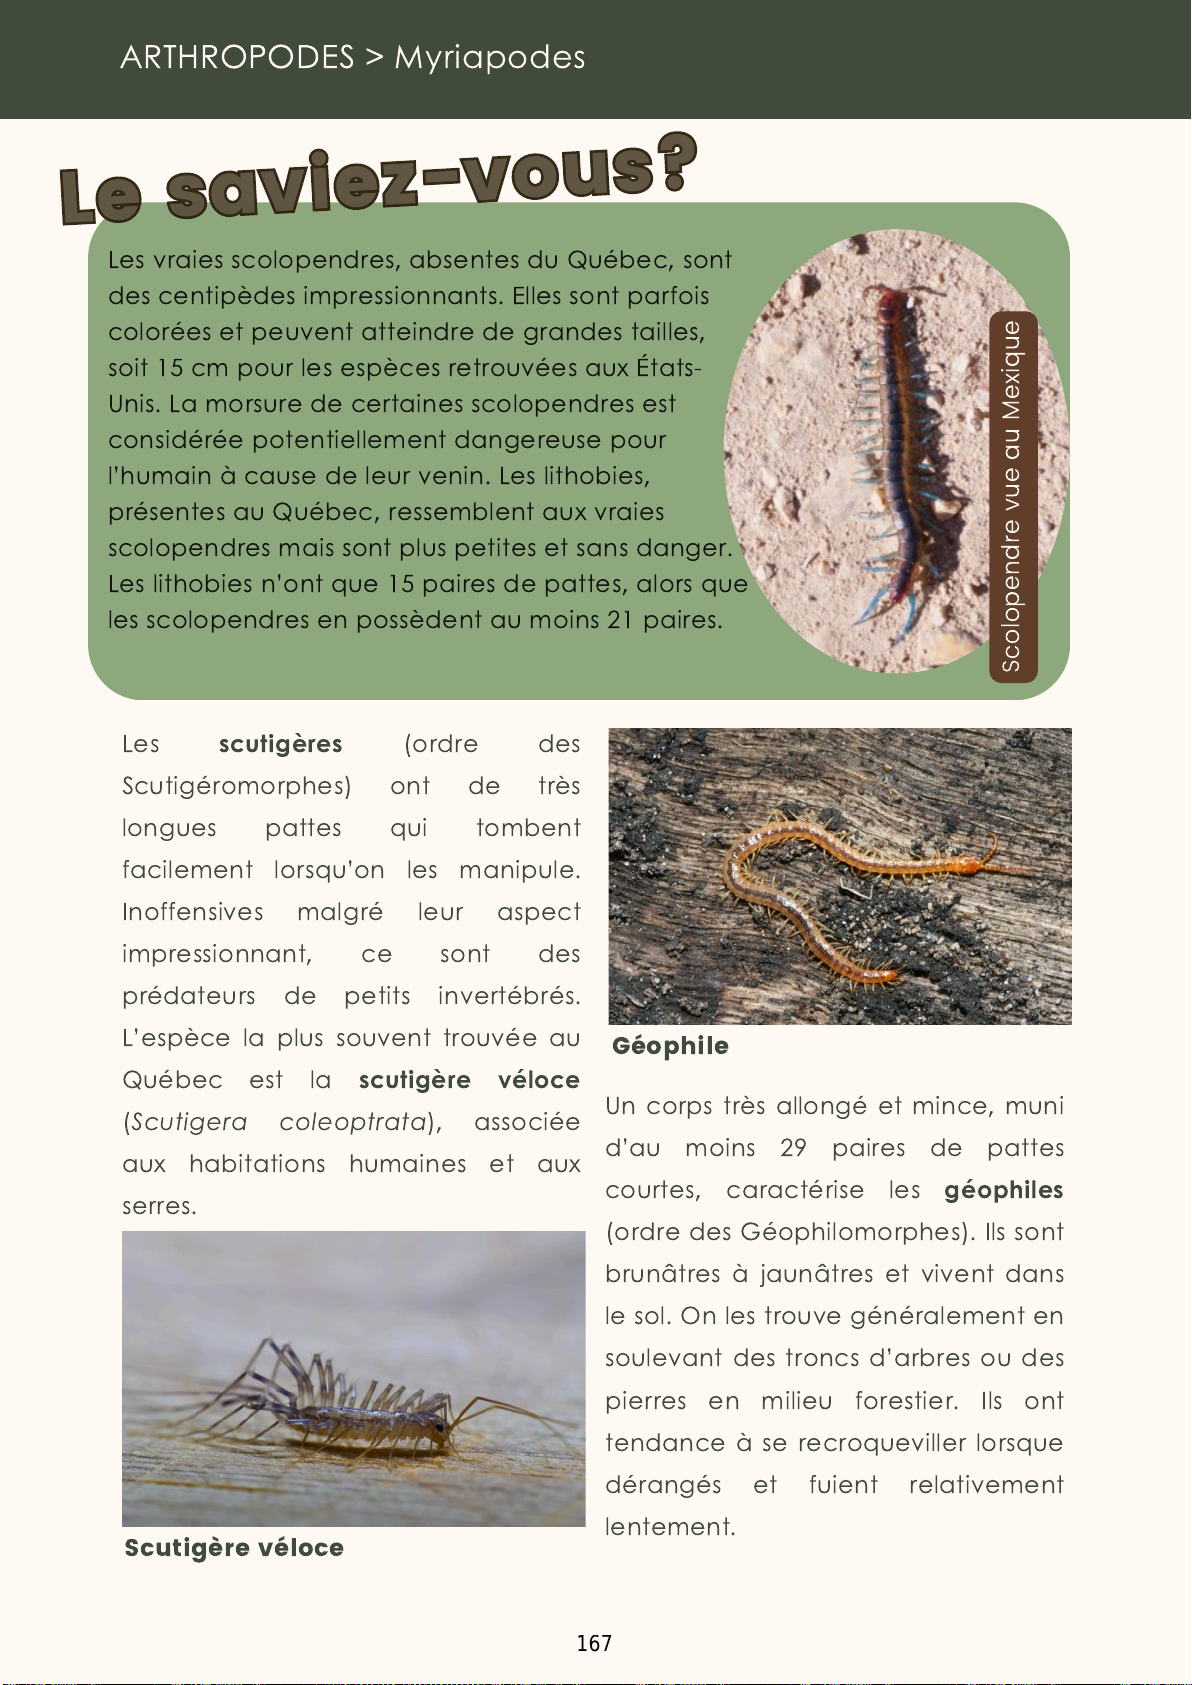 ARTHROPODES > Myriapodes
Le saviez-vous?
Les vraies scolopendres, absentes du Québec, sont
des centipèdes impressionnants. Elles sont parfois
colorées et peuvent atteindre de grandes tailles,
soit 15 cm pour les espèces retrouvées aux États-
Unis. La morsure de certaines scolopendres est
considérée potentiellement dangereuse pour
l'humain à cause de leur venin. Les lithobies,
présentes au Québec, ressemblent aux vraies
scolopendres mais sont plus petites et sans danger.
Les lithobies n'ont que 15 paires de pattes, alors que
les scolopendres en possèdent au moins 21 paires.
Scolopendre vue au Mexique
Les scutigères (ordre des
Scutigéromorphes) ont de très
longues pattes qui tombent
facilement lorsqu'on les manipule.
Inoffensives malgré leur aspect
impressionnant, ce sont des
prédateurs de petits invertébrés.
L'espèce la plus souvent trouvée au
Québec est la scutigère véloce
(Scutigera coleoptrata), associée
aux habitations humaines et aux
serres.
Scutigère véloce
Géophile
Un corps très allongé et mince, muni
d'au moins 29 paires de pattes
courtes, caractérise les géophiles
(ordre des Géophilomorphes). Ils sont
brunâtres à jaunâtres et vivent dans
le sol. On les trouve généralement en
soulevant des troncs d'arbres ou des
pierres en milieu forestier. Ils ont
tendance à se recroqueviller lorsque
dérangés et fuient relativement
lentement.
167